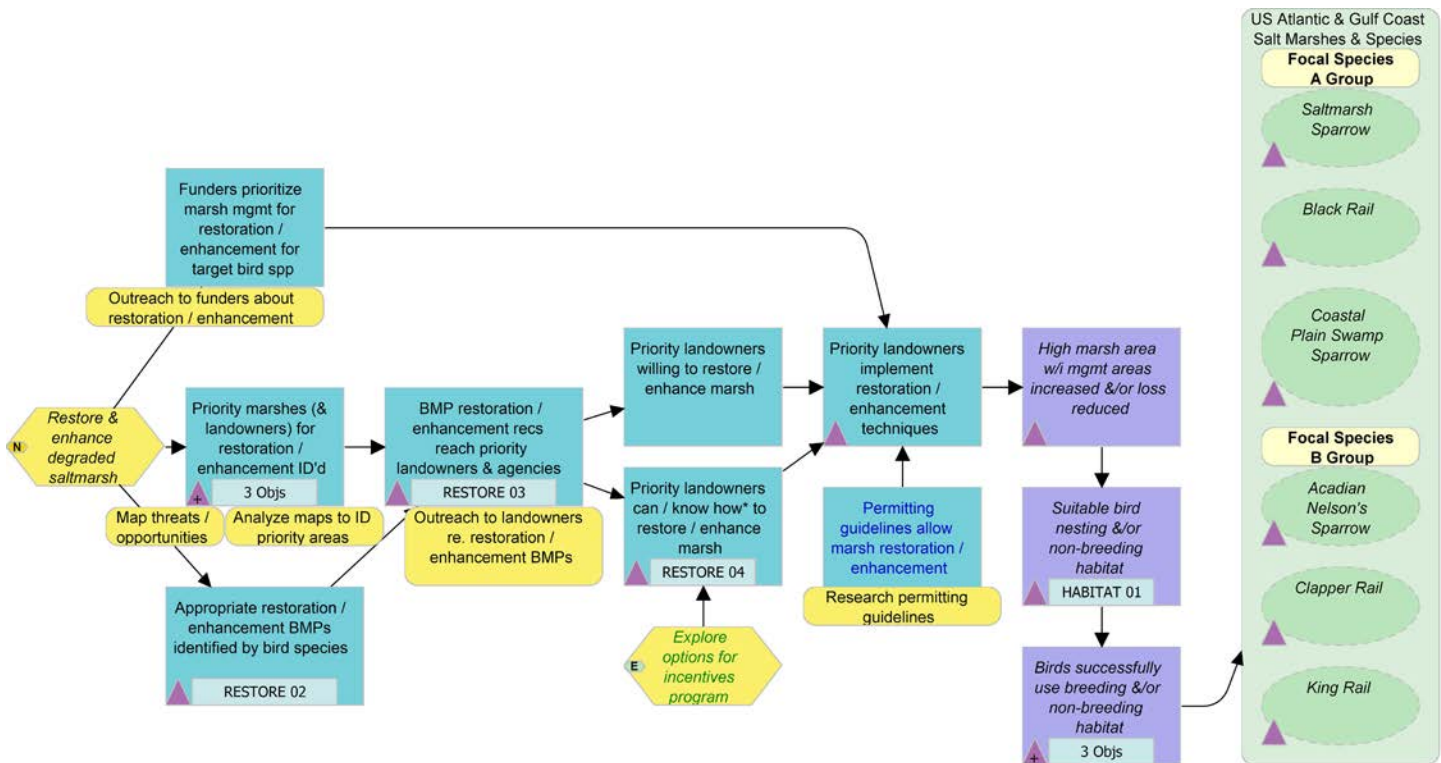 US Atlantic & Gulf Coast
Salt Marshes & Species
Focal Species
A Group
Saltmarsh
Sparrow
Black Rail
Coastal
Plain Swamp
Sparrow
Focal Species
B Group
Acadian
Nelson's
Sparrow
Clapper Rail
King Rail
Funders prioritize
marsh mgmt for
restoration /
enhancement for
target bird spp
Outreach to funders about
restoration / enhancement
Restore &
enhance
degraded
saltmarsh
N
Priority marshes (&
landowners) for
restoration /
enhancement ID'd
+
3 Objs
Map threats /
opportunities
Analyze maps to ID
priority areas
Appropriate restoration /
enhancement BMPs
identified by bird species
RESTORE 02
BMP restoration /
enhancement recs
reach priority
landowners & agencies
RESTORE 03
Outreach to landowners
re. restoration /
enhancement BMPs
Priority landowners
willing to restore /
enhance marsh
Priority landowners
can / know how* to
restore / enhance
marsh
RESTORE 04
E
Explore
options for
incentives
program
Priority landowners
implement
restoration /
enhancement
techniques
Permitting
guidelines allow
marsh restoration /
enhancement
Research permitting
guidelines
High marsh area
w/i mgmt areas
increased &/or loss
reduced
Suitable bird
nesting &/or
non-breeding
habitat
HABITAT 01
Birds successfully
use breeding &/or
non-breeding
habitat
+
3 Objs